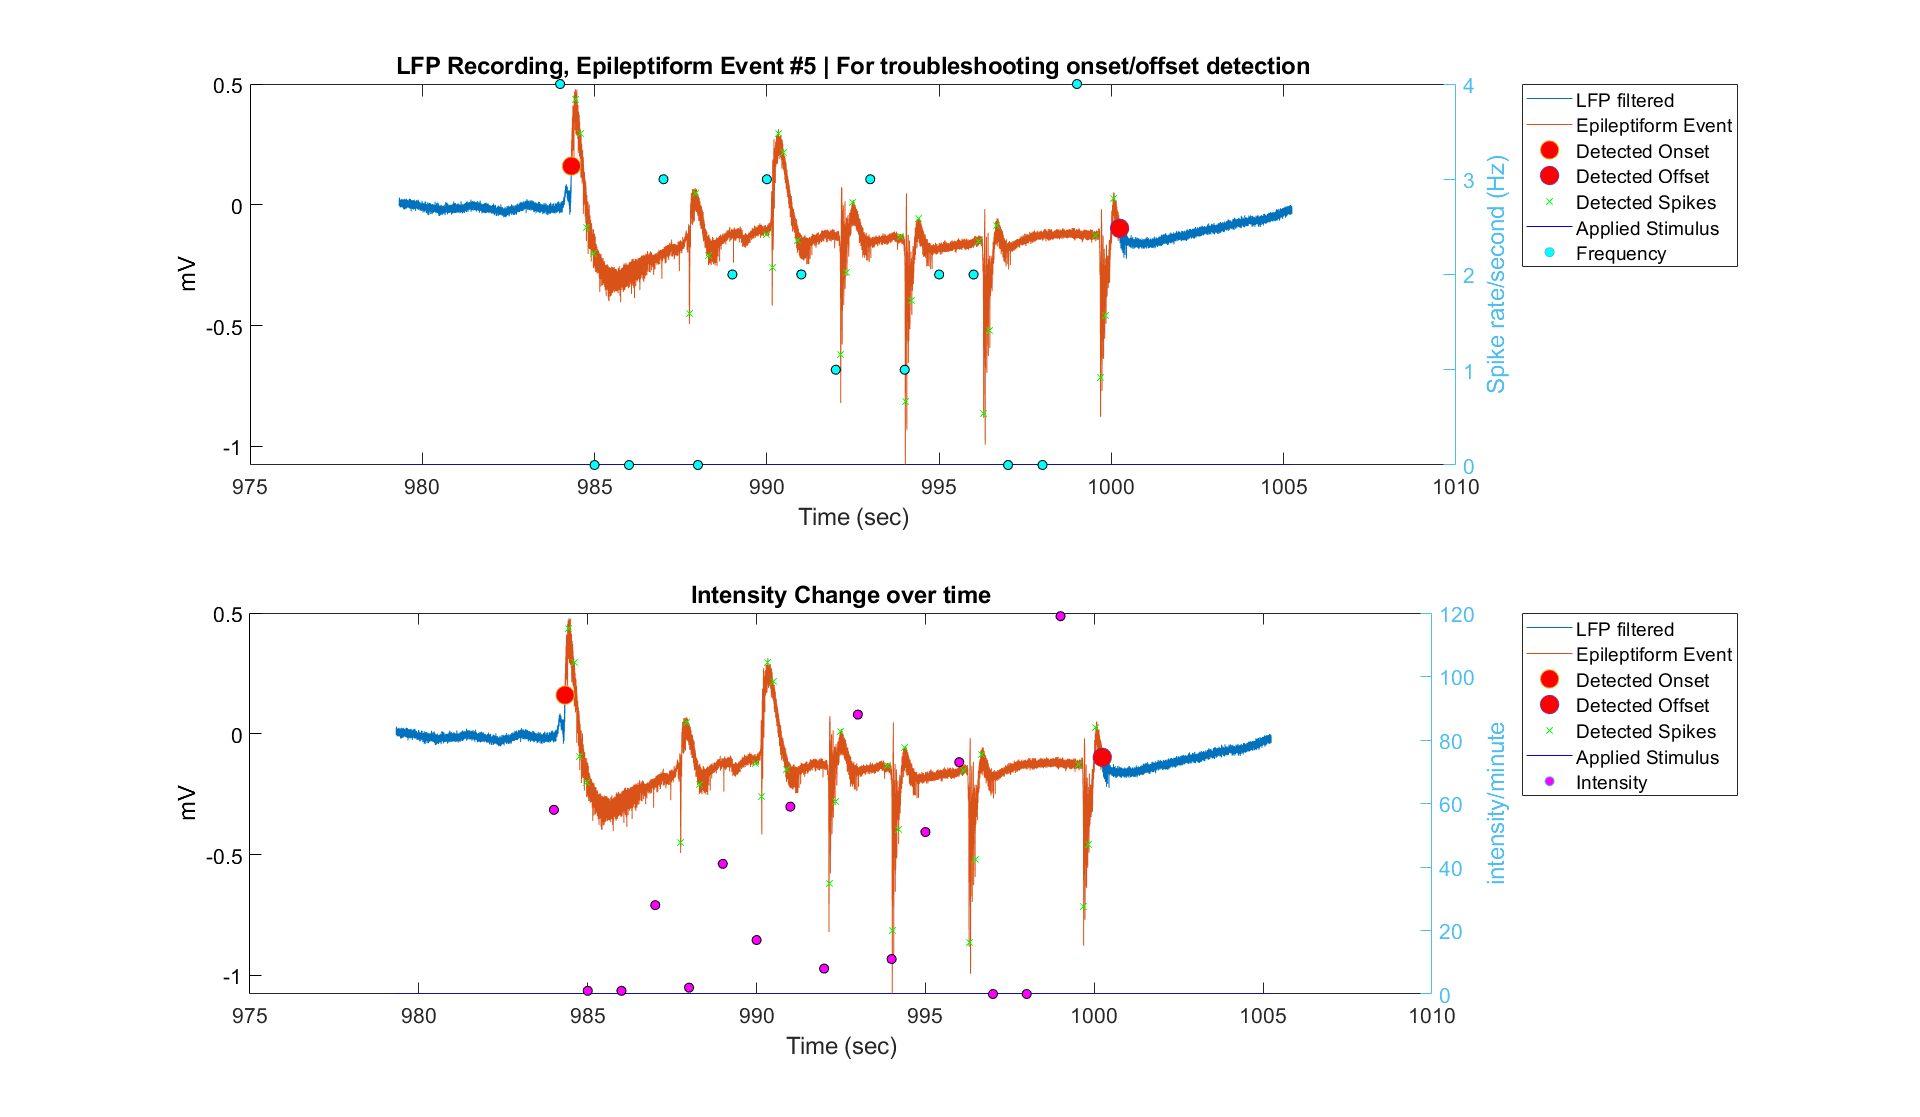 LFP Recording, Epileptiform Event #5 | For troubleshooting onset/offset detection
0.5
0
-0.5
-1
mV
4
3
2
1
0
Spike rate/second (Hz)
975 980 985 990 995 1000 1005 1010
Time (sec)
LFP filtered
Epileptiform Event
Detected Onset
Detected Offset
Detected Spikes
Applied Stimulus
Frequency
Intensity Change over time
0.5
0
-0.5
-1
mV
120
100
80
60
40
20
0
intensity/minute
975 980 985 990 995 1000 1005 1010
Time (sec)
LFP filtered
Epileptiform Event
Detected Onset
Detected Offset
Detected Spikes
Applied Stimulus
Intensity